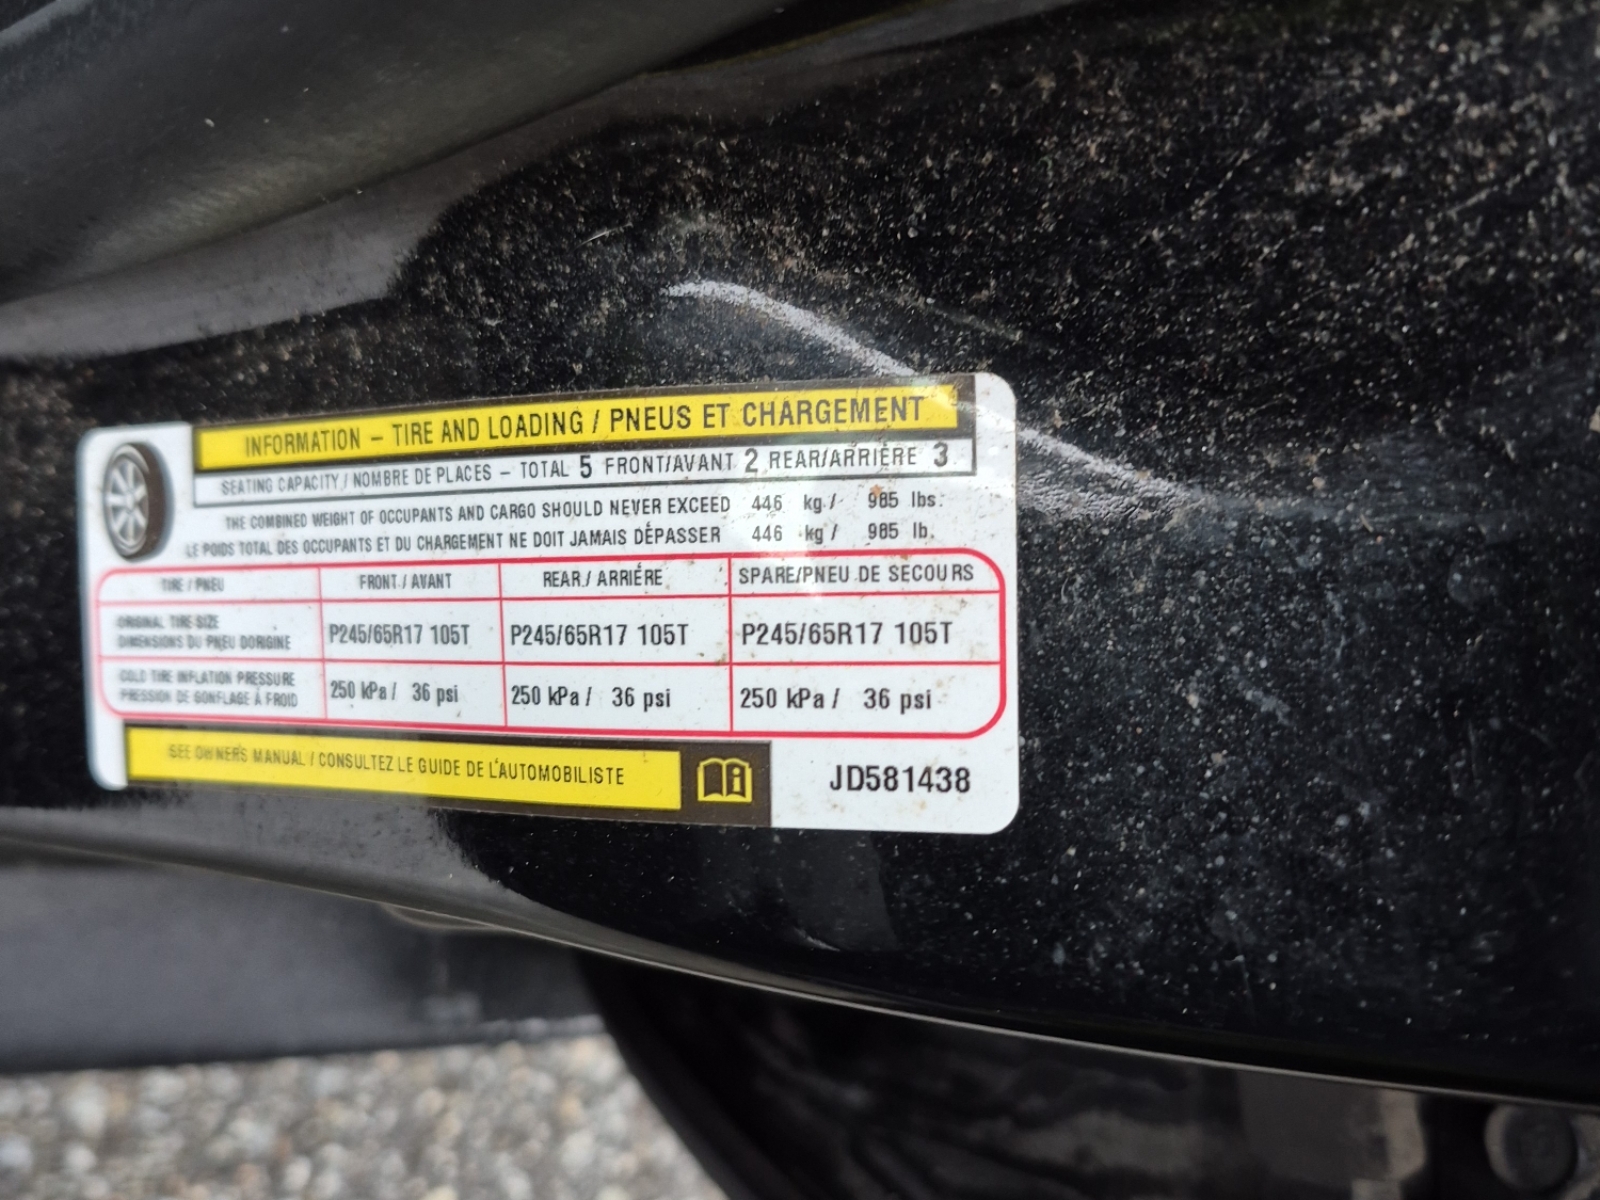 INFORMATION – TIRE AND LOADING / PNEUS ET CHARGEMENT
SEATING CAPACITY / NOMBRE DE PLACES – TOTAL 5 FRONT/AVANT 2 REAR/ARRIÈRE 3
THE COMBINED WEIGHT OF OCCUPANTS AND CARGO SHOULD NEVER EXCEED 446 kg / 985 lbs.
LE POIDS TOTAL DES OCCUPANTS ET DU CHARGEMENT NE DOIT JAMAIS DÉPASSER 446 kg / 985 lb.
TIRE / PNEU FRONT / AVANT REAR / ARRIÈRE SPARE/PNEU DE SECOURS
ORIGINAL TIRE SIZE
DIMENSIONS DU PNEU D'ORIGINE P245/65R17 105T P245/65R17 105T P245/65R17 105T
COLD TIRE INFLATION PRESSURE
PRESSION DE GONFLAGE À FROID 250 kPa / 36 psi 250 kPa / 36 psi 250 kPa / 36 psi
SEE OWNER'S MANUAL / CONSULTEZ LE GUIDE DE L'AUTOMOBILISTE
JD581438